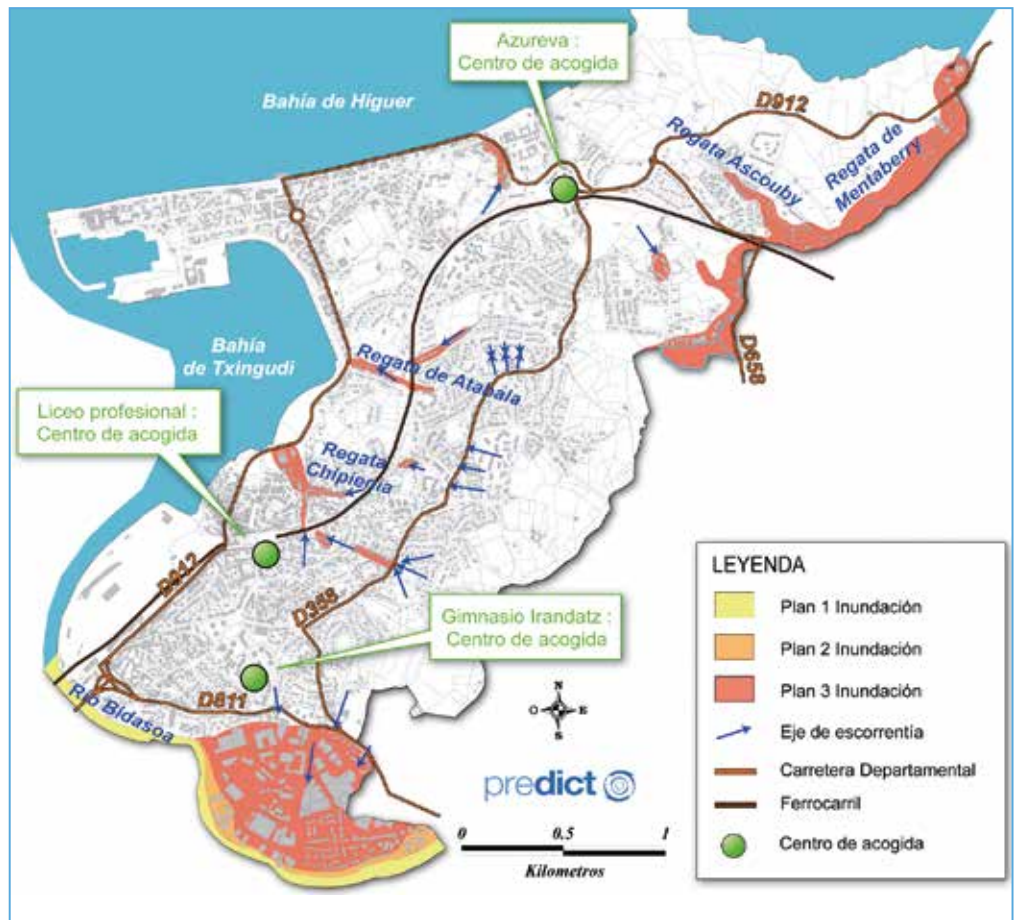 Azureva :
Centro de acogida
Bahía de Higuer
D912
Regata Ascouby
Regata de
Mentaberry
Bahía
de Txingudi
Regata de Atabala
D658
Liceo profesional :
Centro de acogida
Regata
Chipienia
D912
D358
Gimnasio Irandatz :
Centro de acogida
D811
Río Bidasoa
N
O
E
S
predict
0
0.5
1
Kilometros
LEYENDA
Plan 1 Inundación
Plan 2 Inundación
Plan 3 Inundación
Eje de escorrentía
Carretera Departamental
Ferrocarril
Centro de acogida